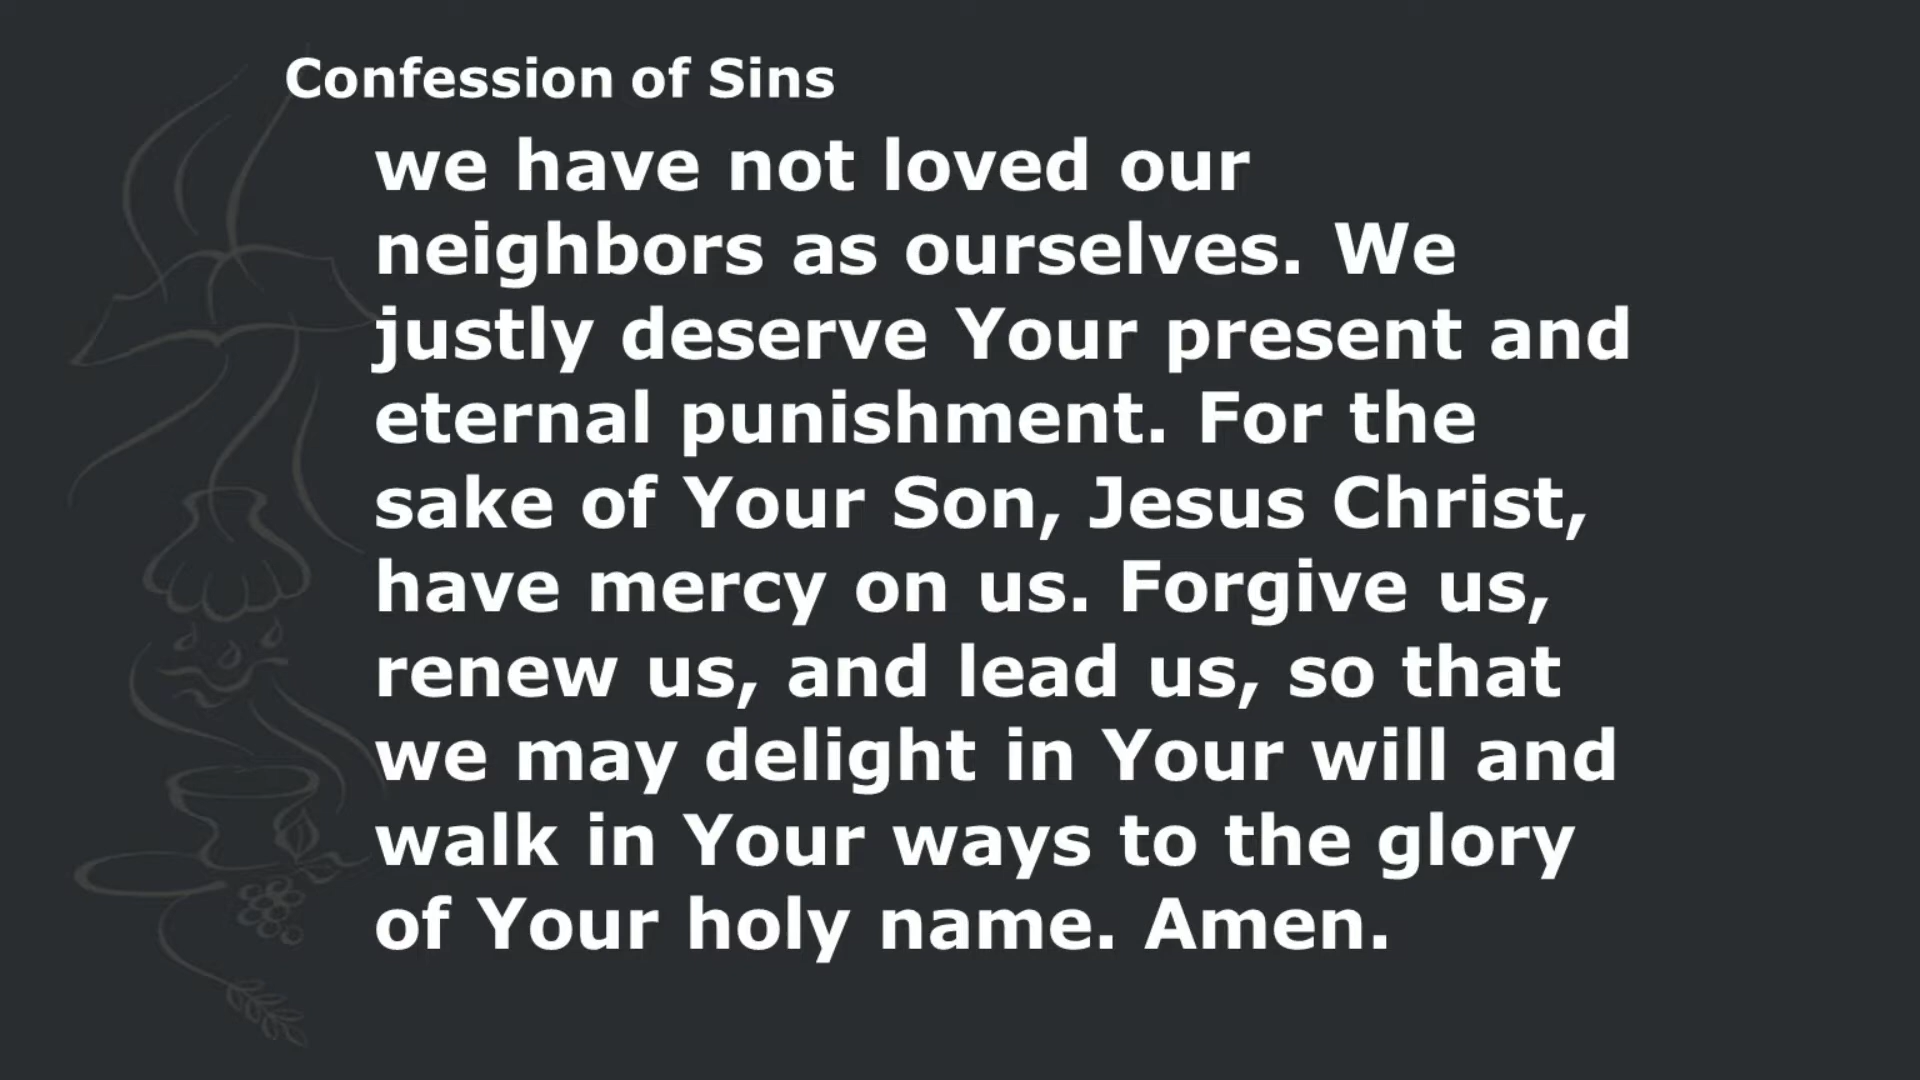 Confession of Sins
we have not loved our
neighbors as ourselves. We
justly deserve Your present and
eternal punishment. For the
sake of Your Son, Jesus Christ,
have mercy on us. Forgive us,
renew us, and lead us, so that
we may delight in Your will and
walk in Your ways to the glory
of Your holy name. Amen.